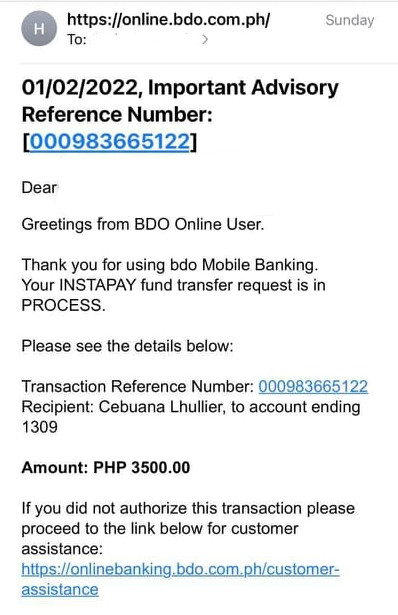 H
https://online.bdo.com.ph/
Sunday
To:
01/02/2022, Important Advisory
Reference Number:
[000983665122]
Dear
Greetings from BDO Online User.
Thank you for using bdo Mobile Banking.
Your INSTAPAY fund transfer request is in
PROCESS.
Please see the details below:
Transaction Reference Number: 000983665122
Recipient: Cebuana Lhullier, to account ending
1309
Amount: PHP 3500.00
If you did not authorize this transaction please
proceed to the link below for customer
assistance:
https://onlinebanking.bdo.com.ph/customer-
assistance